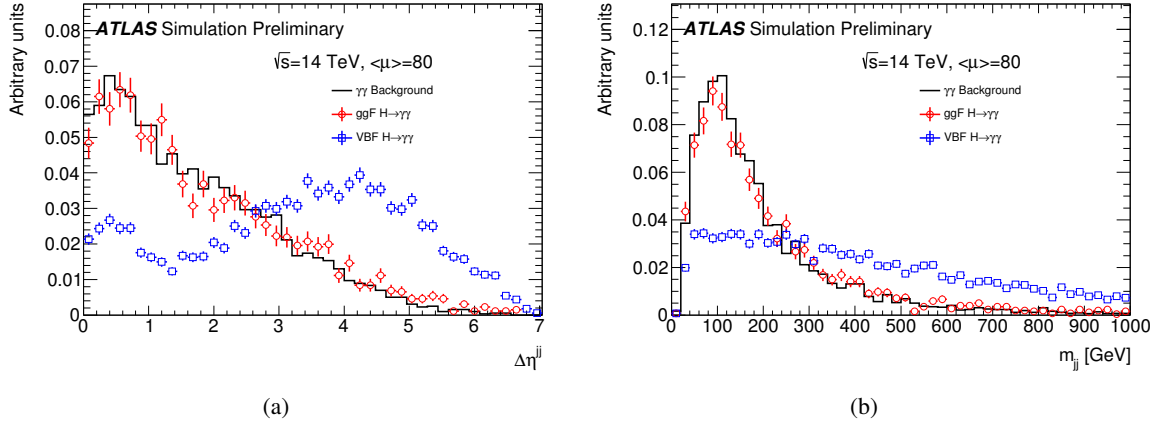 Arbitrary units
0.08
0.07
0.06
0.05
0.04
0.03
0.02
0.01
0
ATLAS Simulation Preliminary
√s=14 TeV, <μ>=80
γγ Background
ggF H→γγ
VBF H→γγ
0 1 2 3 4 5 6 7
Δη^jj
(a)
Arbitrary units
0.12
0.1
0.08
0.06
0.04
0.02
0
ATLAS Simulation Preliminary
√s=14 TeV, <μ>=80
γγ Background
ggF H→γγ
VBF H→γγ
0 100 200 300 400 500 600 700 800 900 1000
m_jj [GeV]
(b)